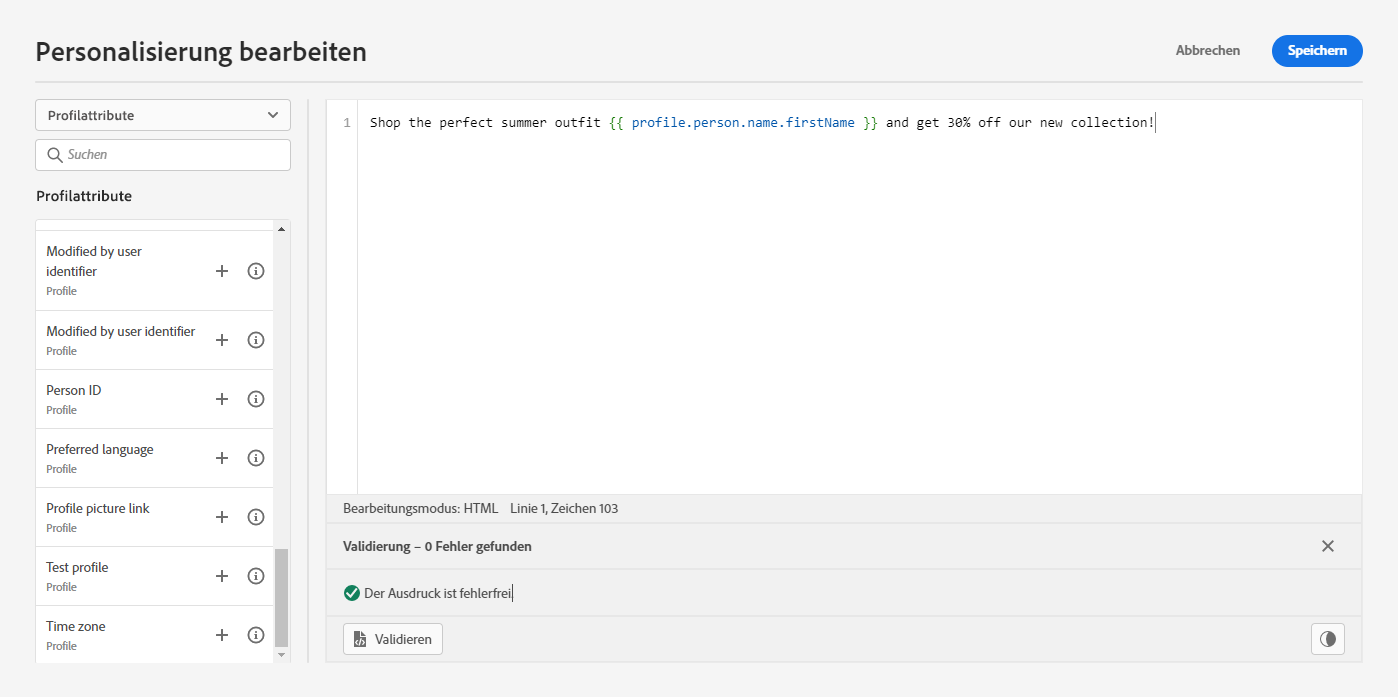 Personalisierung bearbeiten
Abbrechen
Speichern
Profilattribute
Suchen
Profilattribute
Modified by user
identifier
Profile
Modified by user identifier
Profile
Person ID
Profile
Preferred language
Profile
Profile picture link
Profile
Test profile
Profile
Time zone
Profile
1 Shop the perfect summer outfit {{ profile.person.name.firstName }} and get 30% off our new collection!
Bearbeitungsmodus: HTML Linie 1, Zeichen 103
Validierung – 0 Fehler gefunden
Der Ausdruck ist fehlerfrei
Validieren